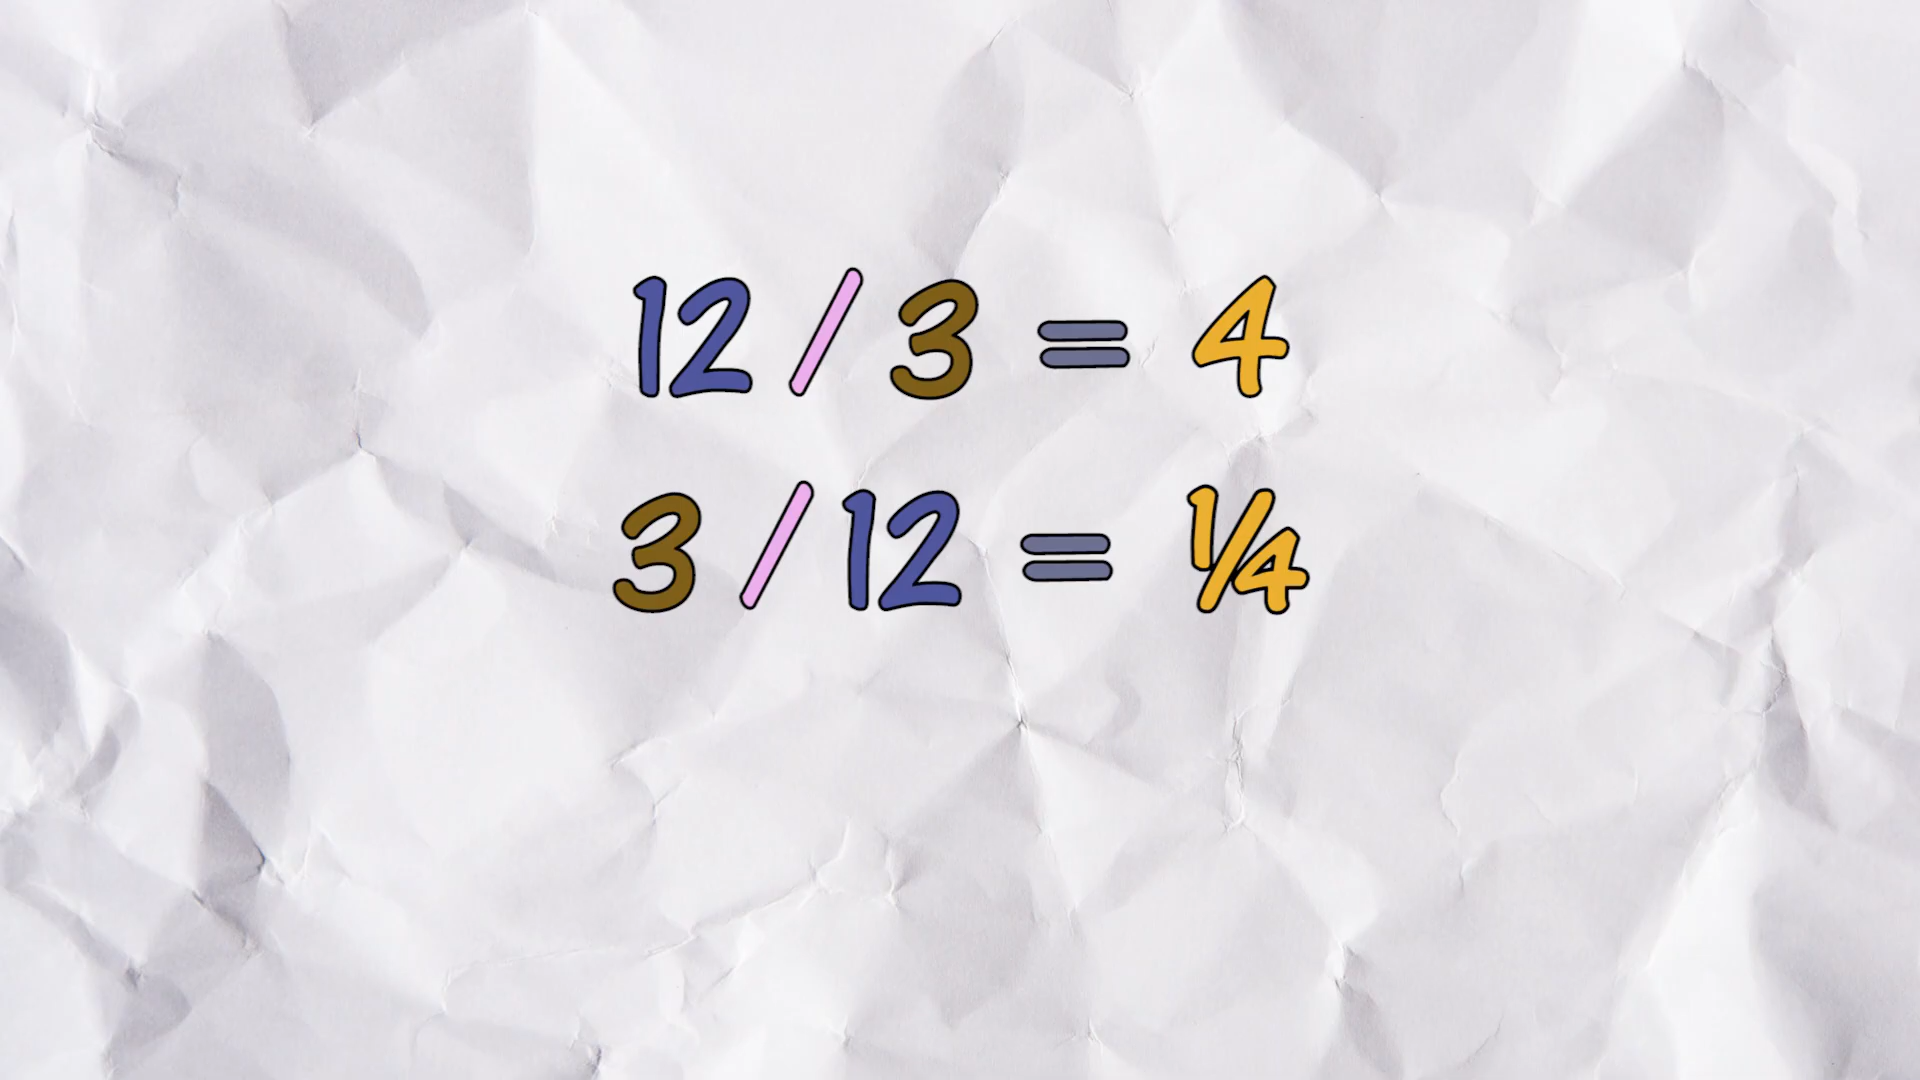 12 / 3 = 4
3 / 12 = ¼